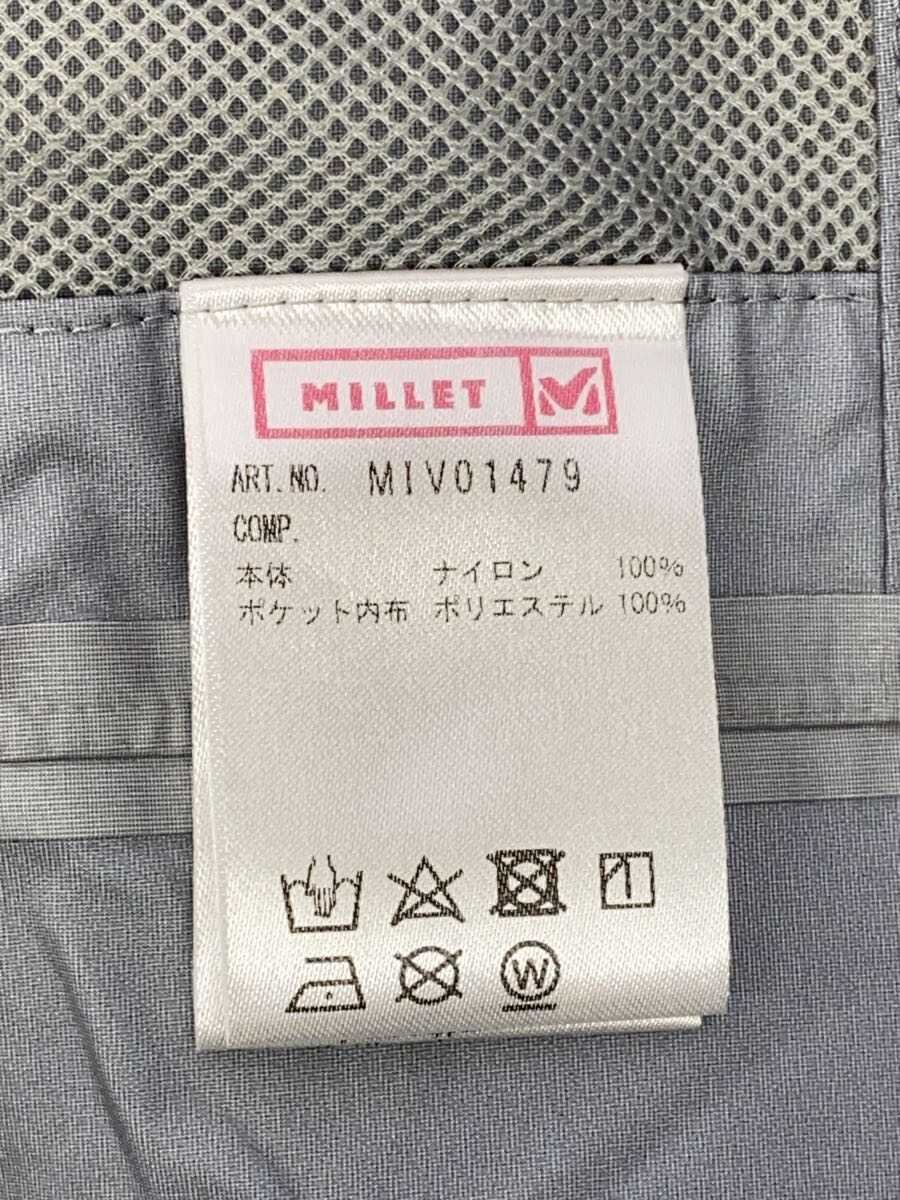 MILLET
ART.NO. MIV01479
COMP.
本体 ナイロン 100%
ポケット内布 ポリエステル 100%
W